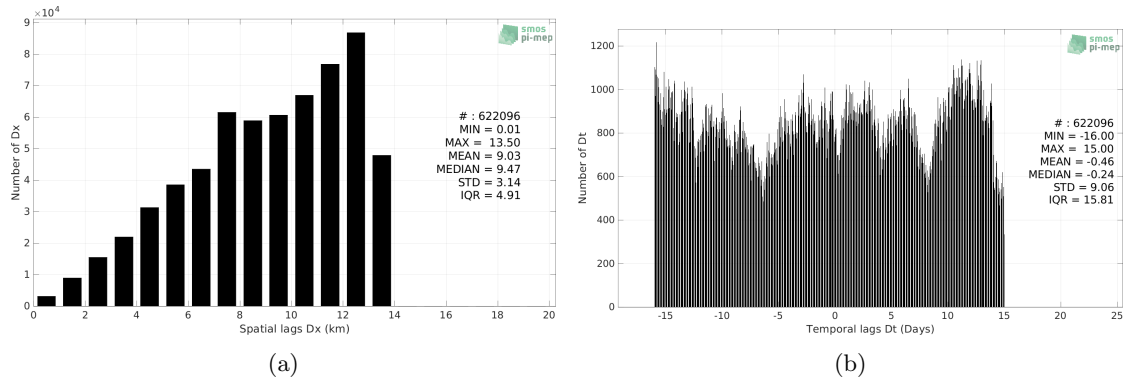 ×10⁴
9
8
7
6
5
4
3
2
1
0
Number of Dx
0 2 4 6 8 10 12 14 16 18 20
Spatial lags Dx (km)
smos
pi-mep
# : 622096
MIN = 0.01
MAX = 13.50
MEAN = 9.03
MEDIAN = 9.47
STD = 3.14
IQR = 4.91
(a)
1200
1000
800
600
400
200
0
Number of Dt
-15 -10 -5 0 5 10 15 20 25
Temporal lags Dt (Days)
smos
pi-mep
# : 622096
MIN = -16.00
MAX = 15.00
MEAN = -0.46
MEDIAN = -0.24
STD = 9.06
IQR = 15.81
(b)